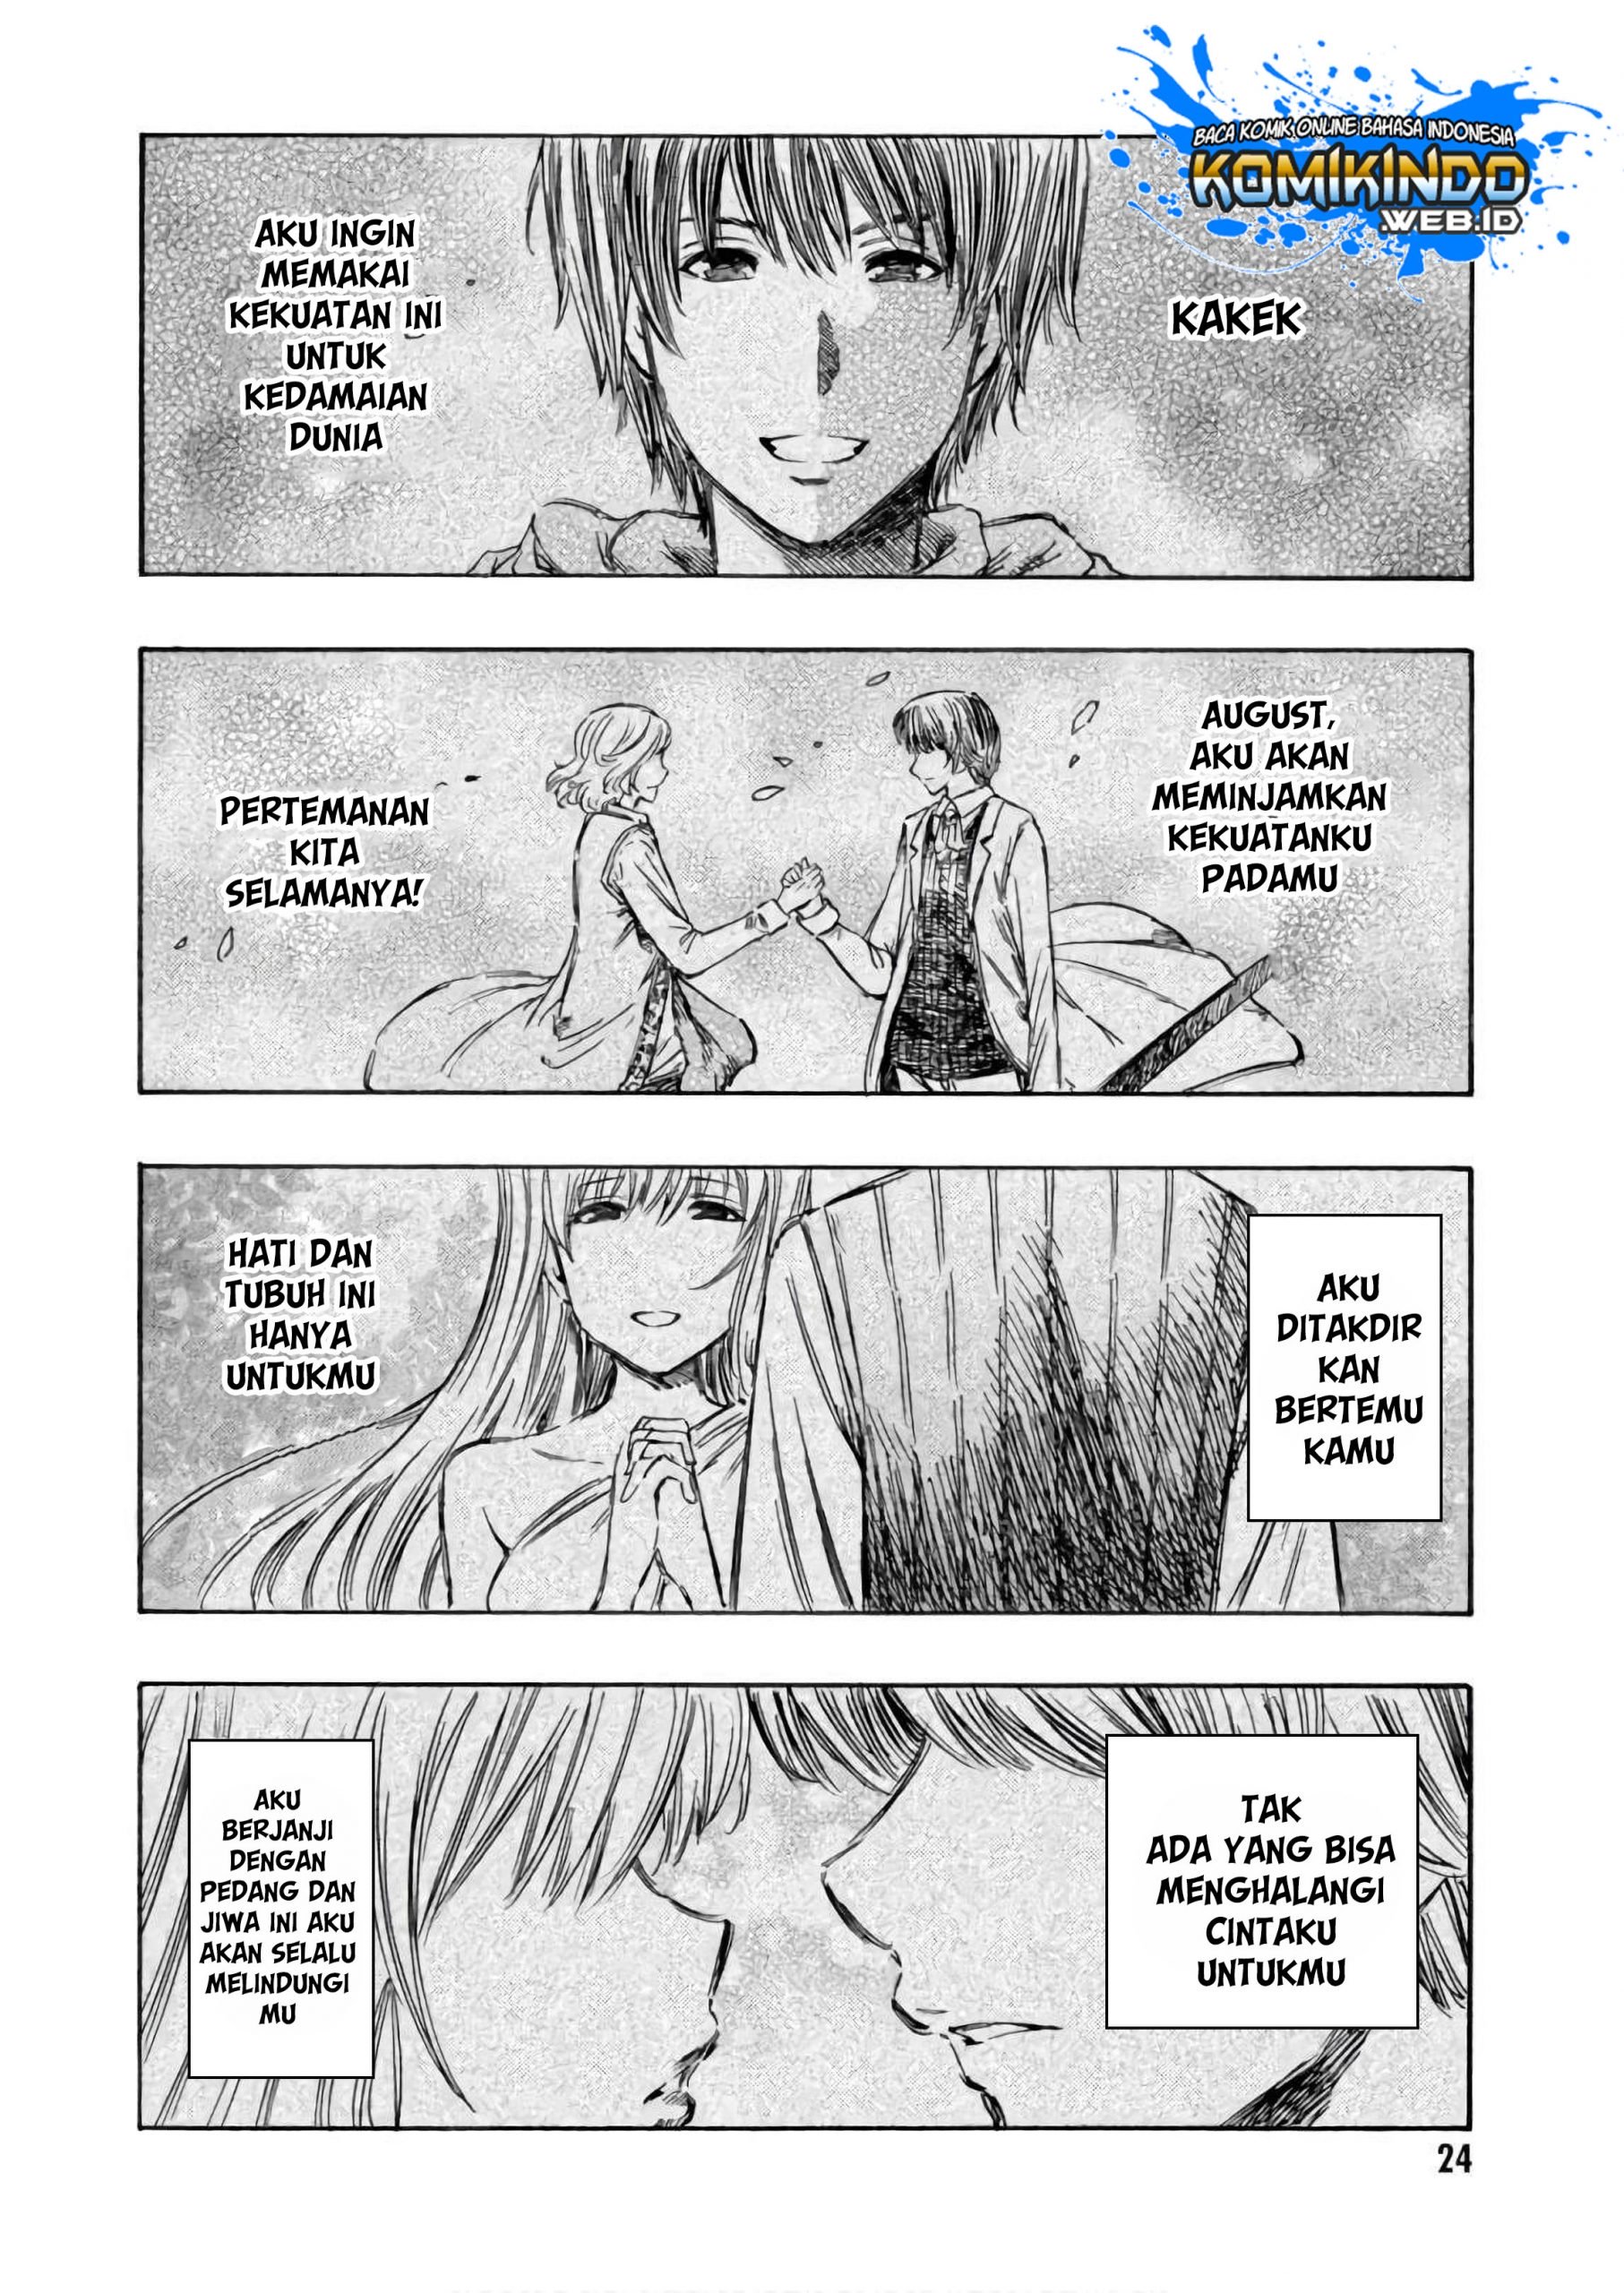 BACA KOMIK ONLINE BAHASA INDONESIA
KOMIKINDO
.WEB.ID
KAKEK
AKU INGIN
MEMAKAI
KEKUATAN INI
UNTUK
KEDAMAIAN
DUNIA
AUGUST,
AKU AKAN
MEMINJAMKAN
KEKUATANKU
PADAMU
PERTEMANAN
KITA
SELAMANYA!
AKU
DITAKDIR
KAN
BERTEMU
KAMU
HATI DAN
TUBUH INI
HANYA
UNTUKMU
TAK
ADA YANG BISA
MENGHALANGI
CINTAKU
UNTUKMU
AKU
BERJANJI
DENGAN
PEDANG DAN
JIWA INI AKU
AKAN SELALU
MELINDUNGI
MU
24